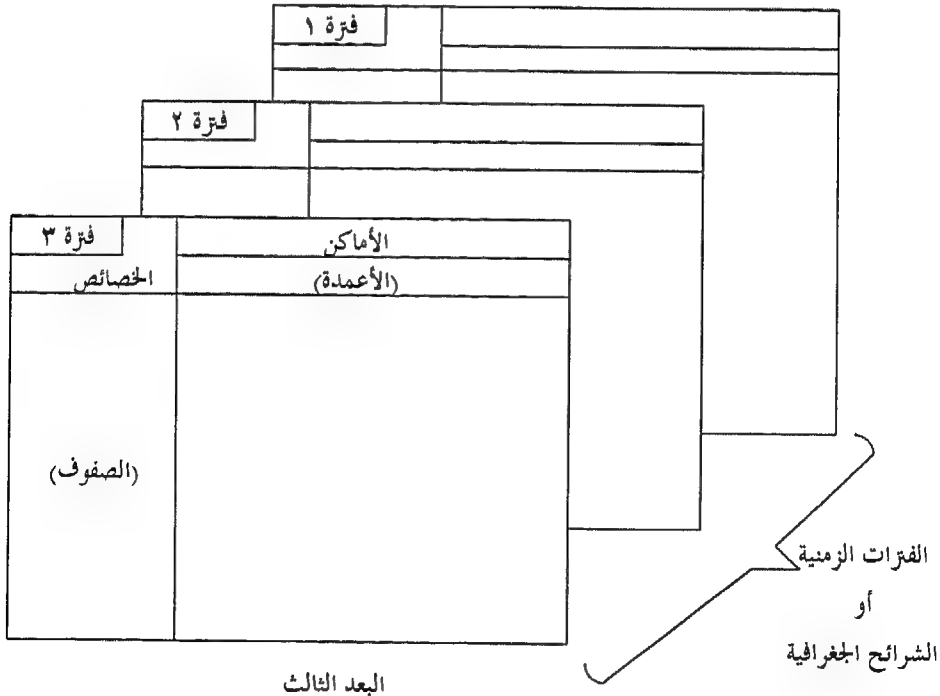 فترة ١
فترة ٢
فترة ٣
الأماكن
الخصائص
(الأعمدة)
(الصفوف)
الفترات الزمنية
أو
الشرائح الجغرافية
البعد الثالث